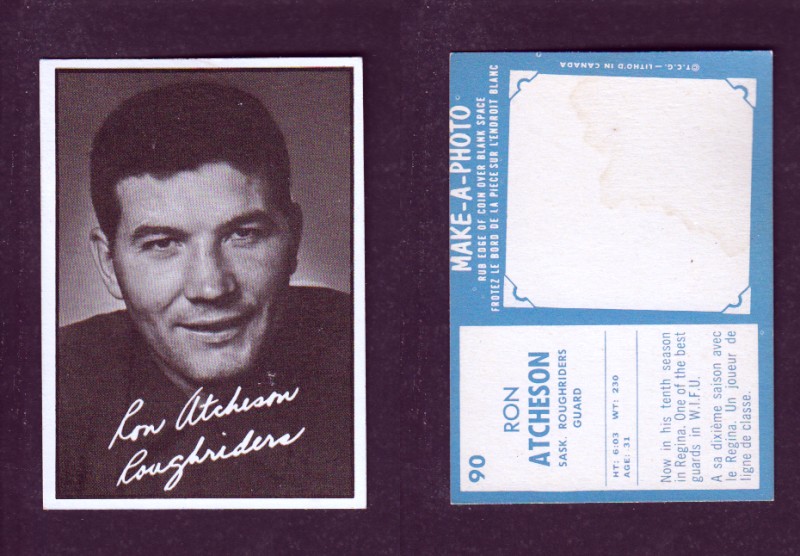 Ron Atcheson
Roughriders
©T.C.G. — LITHO'D IN CANADA
MAKE-A-PHOTO
RUB EDGE OF COIN OVER BLANK SPACE
FROTEZ LE BORD DE LA PIECE SUR L'ENDROIT BLANC
90
RON
ATCHESON
SASK. ROUGHRIDERS
GUARD
HT: 6:03 WT: 230
AGE: 31
Now in his tenth season
in Regina. One of the best
guards in W.I.F.U.
A sa dixième saison avec
le Regina. Un joueur de
ligne de classe.